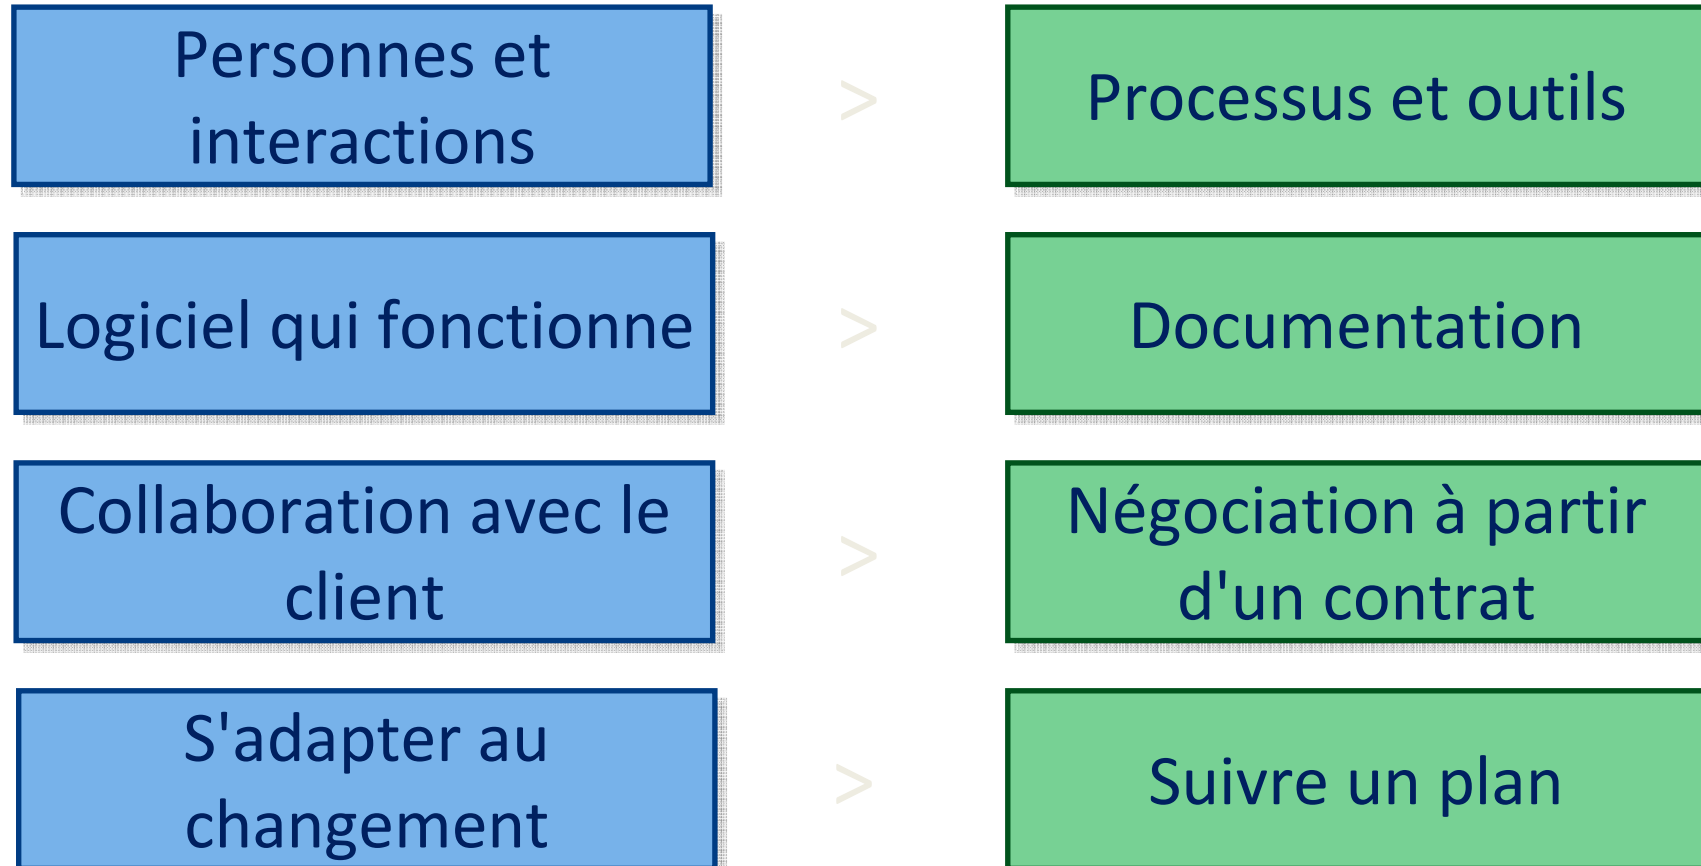 Personnes et
interactions
>
Processus et outils
Logiciel qui fonctionne
>
Documentation
Collaboration avec le
client
>
Négociation à partir
d'un contrat
S'adapter au
changement
>
Suivre un plan